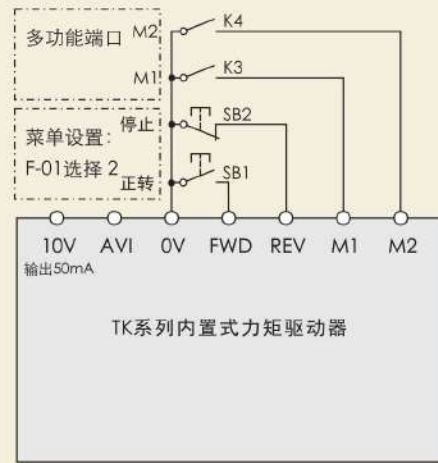 多功能端口 M2 K4
M1 K3
菜单设置: 停止 SB2
F-01选择 2 正转 SB1
10V AVI 0V FWD REV M1 M2
输出50mA
TK系列内置式力矩驱动器